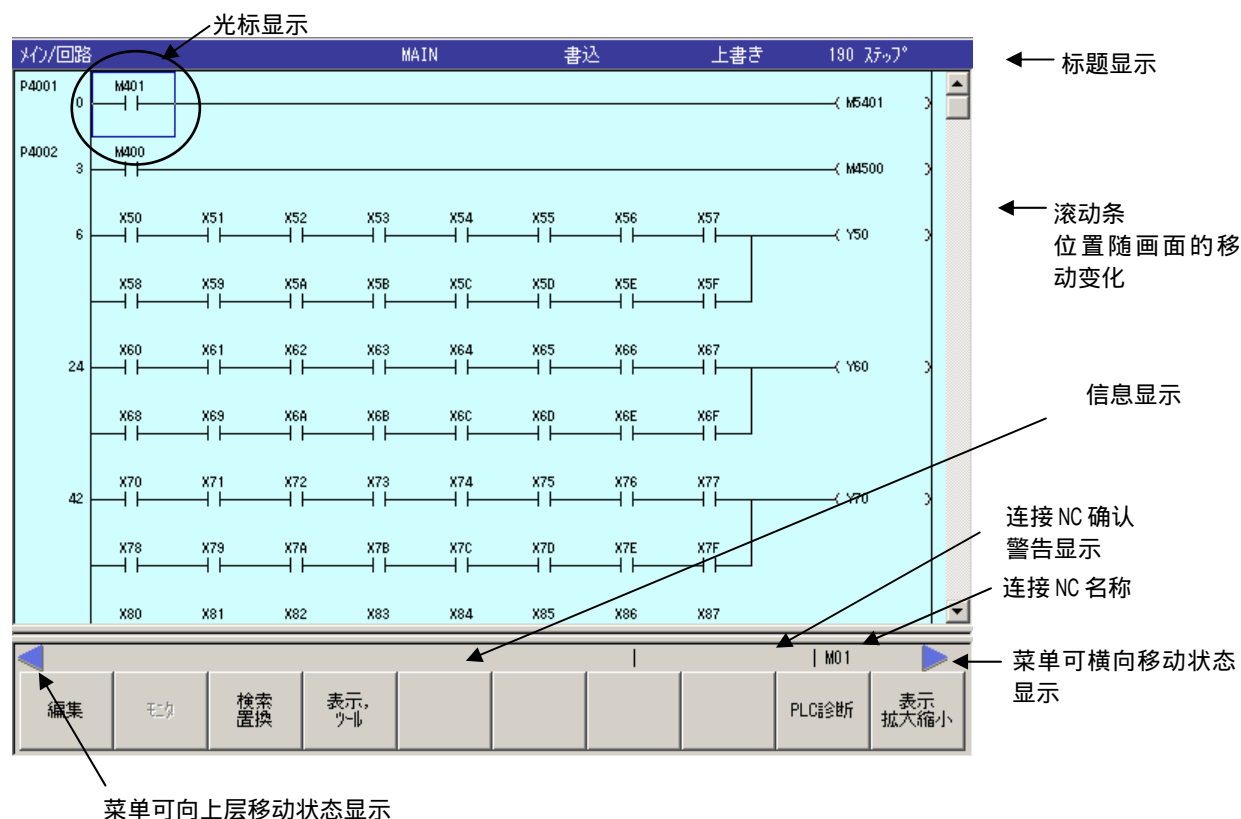 光标显示
メイン/回路 MAIN 書込 上書き 190 ステップ
标题显示
P4001 M401
0 M5401
P4002 M400
3 M4500
滚动条
位置随画面的移
动变化
X50 X51 X52 X53 X54 X55 X56 X57
6 Y50
X58 X59 X5A X5B X5C X5D X5E X5F
X60 X61 X62 X63 X64 X65 X66 X67
24 Y60
信息显示
X68 X69 X6A X6B X6C X6D X6E X6F
X70 X71 X72 X73 X74 X75 X76 X77
42 Y70
连接 NC 确认
警告显示
X78 X79 X7A X7B X7C X7D X7E X7F
连接 NC 名称
X80 X81 X82 X83 X84 X85 X86 X87
M01
菜单可横向移动状态
显示
編集 モニタ 検索
置換 表示,
ツール PLC診断 表示
拡大縮小
菜单可向上层移动状态显示